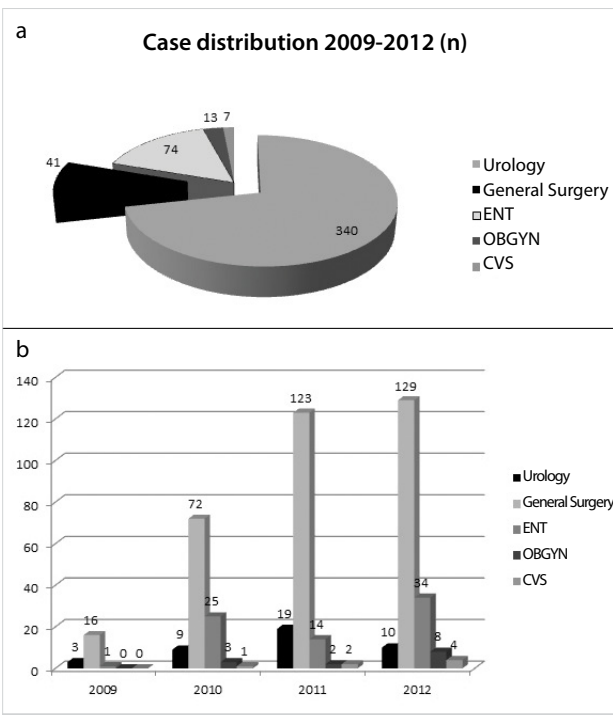 a
Case distribution 2009-2012 (n)
13 7
74
41
340
Urology
General Surgery
ENT
OBGYN
CVS
b
140
120
100
80
60
40
20
0
3 16 1 0 0
9 72 25 3 1
19 123 14 2 2
10 129 34 8 4
2009 2010 2011 2012
Urology
General Surgery
ENT
OBGYN
CVS